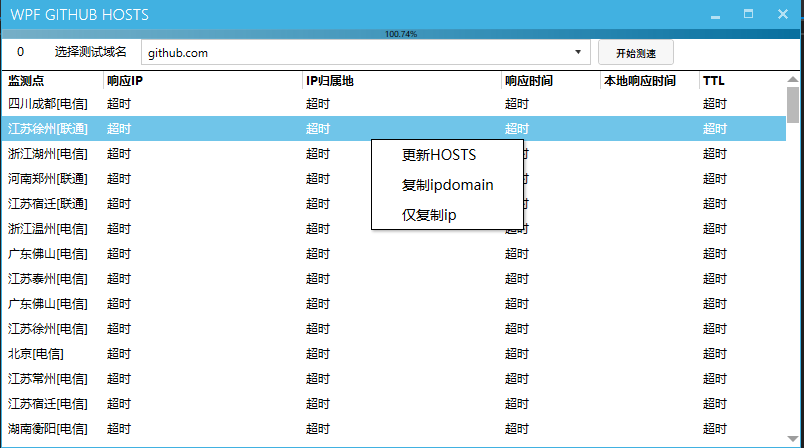 WPF GITHUB HOSTS
100.74%
0 选择测试域名 github.com 开始测速
监测点 响应IP IP归属地 响应时间 本地响应时间 TTL
四川成都[电信] 超时 超时 超时 超时
江苏徐州[联通] 超时 超时 超时 超时
浙江湖州[电信] 超时 超时 更新HOSTS 超时 超时
河南郑州[联通] 超时 超时 复制ipdomain 超时 超时
江苏宿迁[联通] 超时 超时 仅复制ip 超时 超时
浙江温州[电信] 超时 超时 超时 超时
广东佛山[电信] 超时 超时 超时 超时
江苏泰州[电信] 超时 超时 超时 超时
广东佛山[电信] 超时 超时 超时 超时
江苏徐州[电信] 超时 超时 超时 超时
北京[电信] 超时 超时 超时 超时
江苏常州[电信] 超时 超时 超时 超时
江苏宿迁[电信] 超时 超时 超时 超时
湖南衡阳[电信] 超时 超时 超时 超时